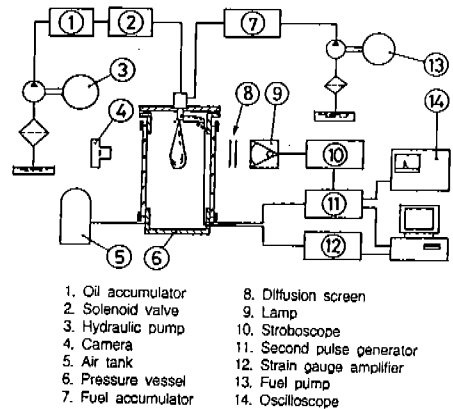 1 2 7
3 13
4 8 9 14
10
11
12
5 6
1. Oil accumulator
2. Solenoid valve
3. Hydraulic pump
4. Camera
5. Air tank
6. Pressure vessel
7. Fuel accumulator
8. Diffusion screen
9. Lamp
10. Stroboscope
11. Second pulse generator
12. Strain gauge amplifier
13. Fuel pump
14. Oscilloscope